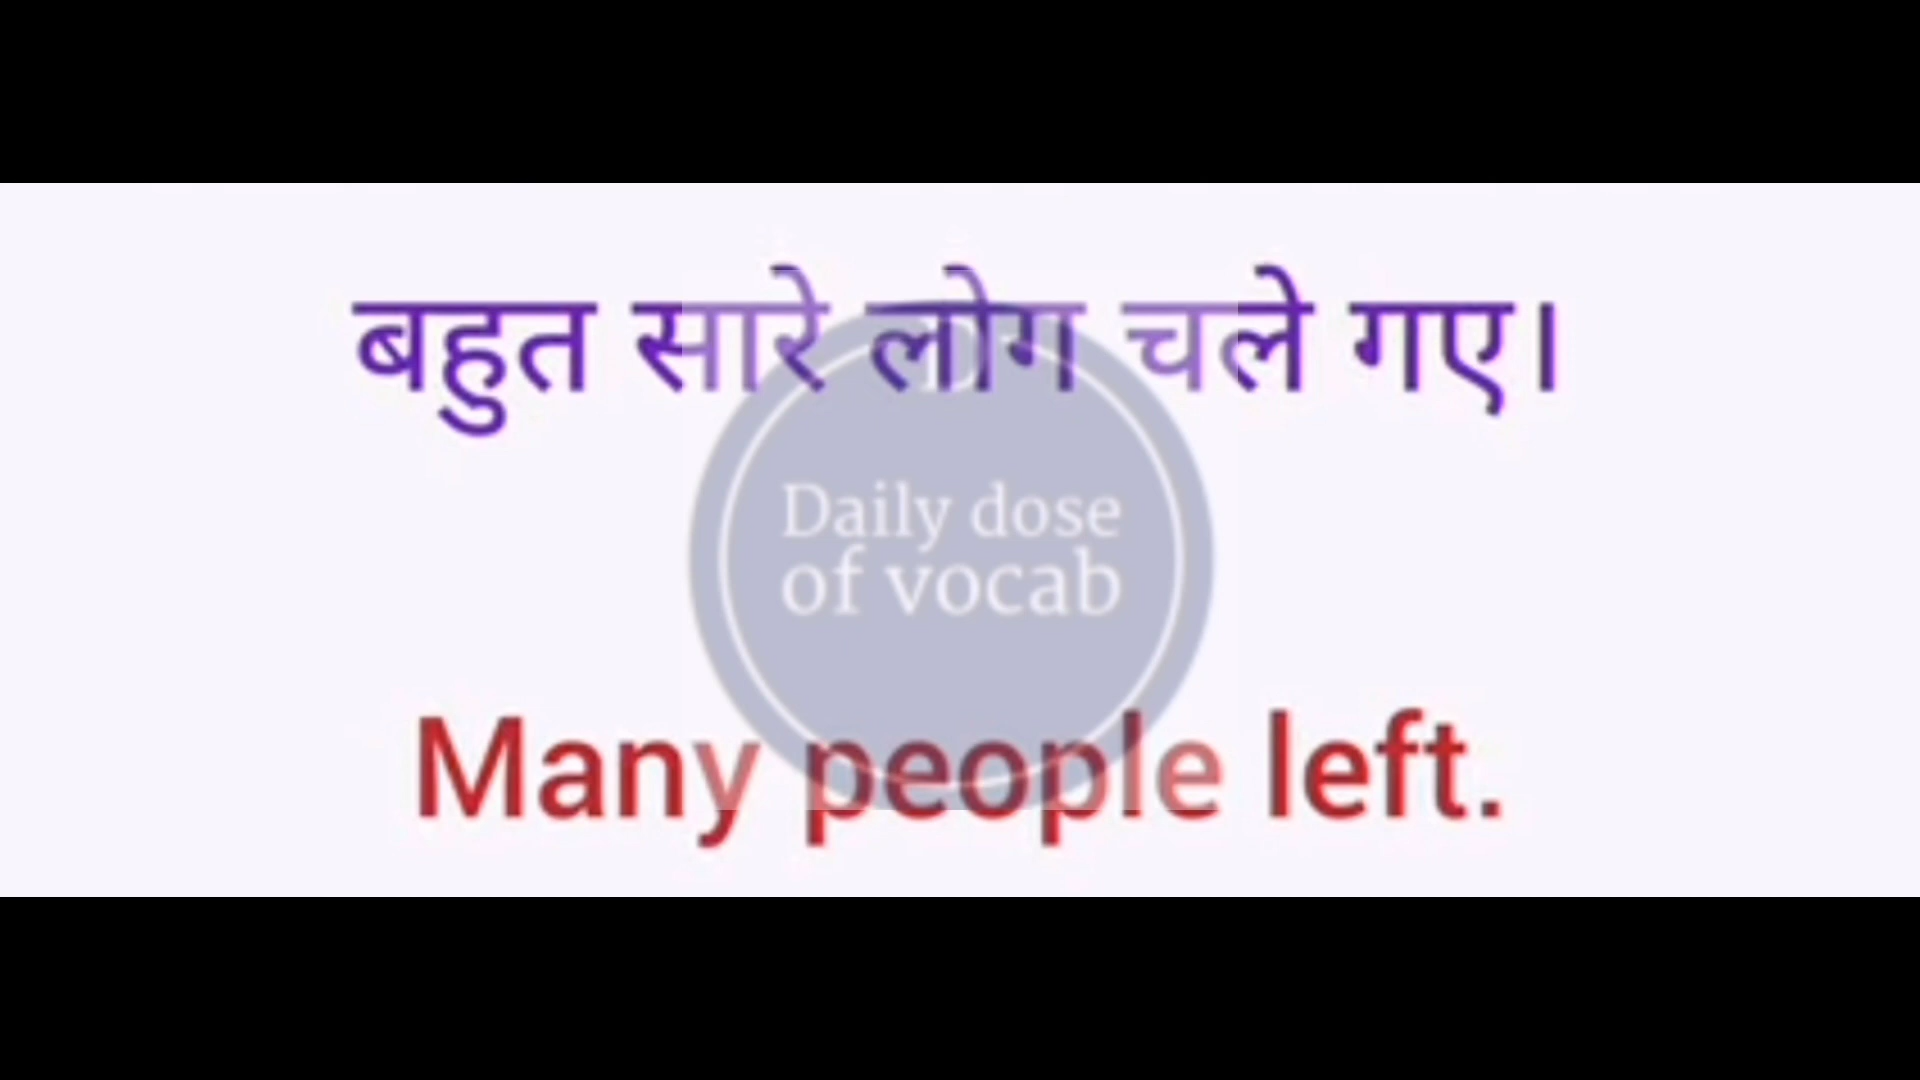 बहुत सारे लोग चले गए।
Daily dose
of vocab
Many people left.